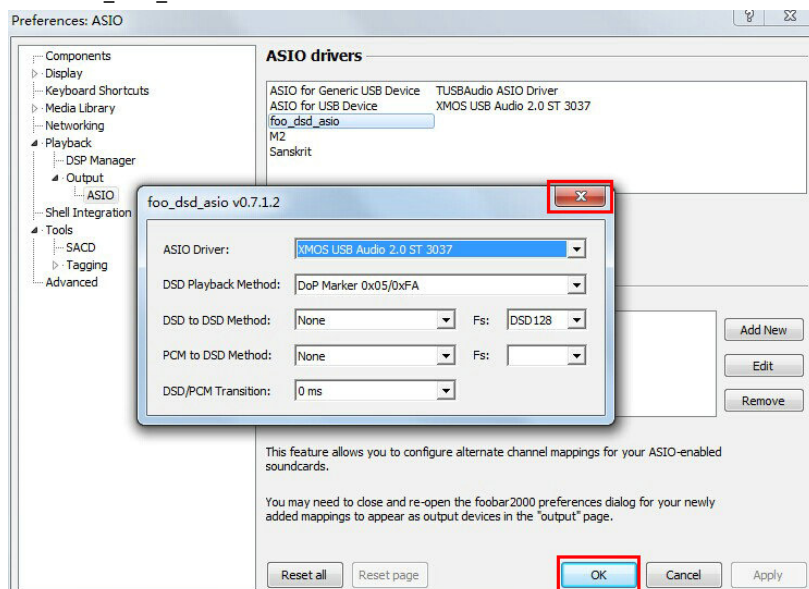 Preferences: ASIO
Components
Display
Keyboard Shortcuts
Media Library
Networking
Playback
DSP Manager
Output
ASIO
Shell Integration
Tools
SACD
Tagging
Advanced
ASIO drivers
ASIO for Generic USB Device TUSBAudio ASIO Driver
ASIO for USB Device XMOS USB Audio 2.0 ST 3037
foo_dsd_asio
M2
Sanskrit
foo_dsd_asio v0.7.1.2
ASIO Driver: XMOS USB Audio 2.0 ST 3037
DSD Playback Method: DoP Marker 0x05/0xFA
DSD to DSD Method: None Fs: DSD128
PCM to DSD Method: None Fs:
DSD/PCM Transition: 0 ms
Add New
Edit
Remove
This feature allows you to configure alternate channel mappings for your ASIO-enabled
soundcards.
You may need to close and re-open the foobar2000 preferences dialog for your newly
added mappings to appear as output devices in the "output" page.
Reset all Reset page OK Cancel Apply